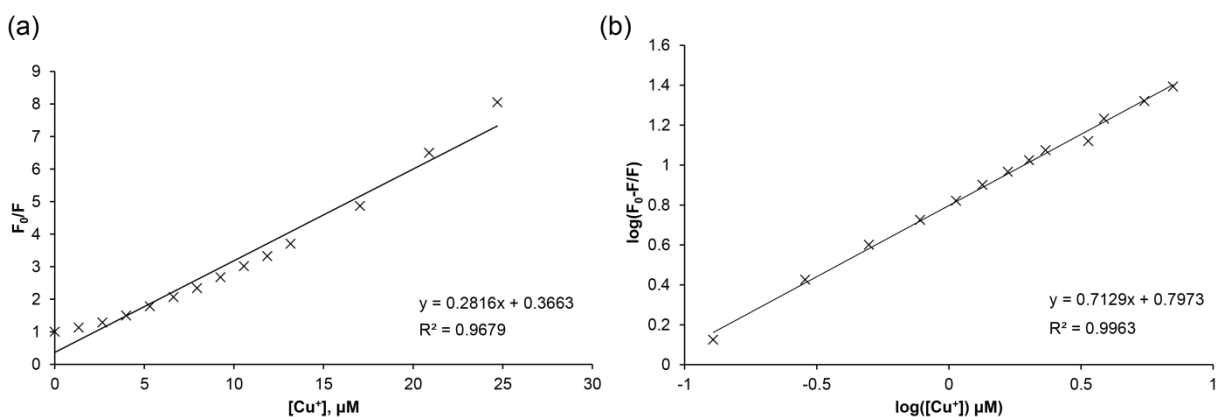 (a)
9
8
7
6
5
4
3
2
1
0
F₀/F
0 5 10 15 20 25 30
[Cu⁺], µM
y = 0.2816x + 0.3663
R² = 0.9679
(b)
1.6
1.4
1.2
1
0.8
0.6
0.4
0.2
0
log(F₀-F/F)
-1 -0.5 0 0.5 1
log([Cu⁺]) µM)
y = 0.7129x + 0.7973
R² = 0.9963